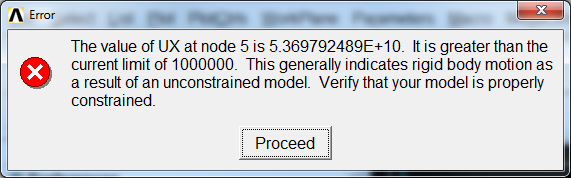 Error
Select List Plot PlotCtrls WorkPlane Parameters Macro
The value of UX at node 5 is 5.369792489E+10. It is greater than the
current limit of 1000000. This generally indicates rigid body motion as
a result of an unconstrained model. Verify that your model is properly
constrained.
Proceed